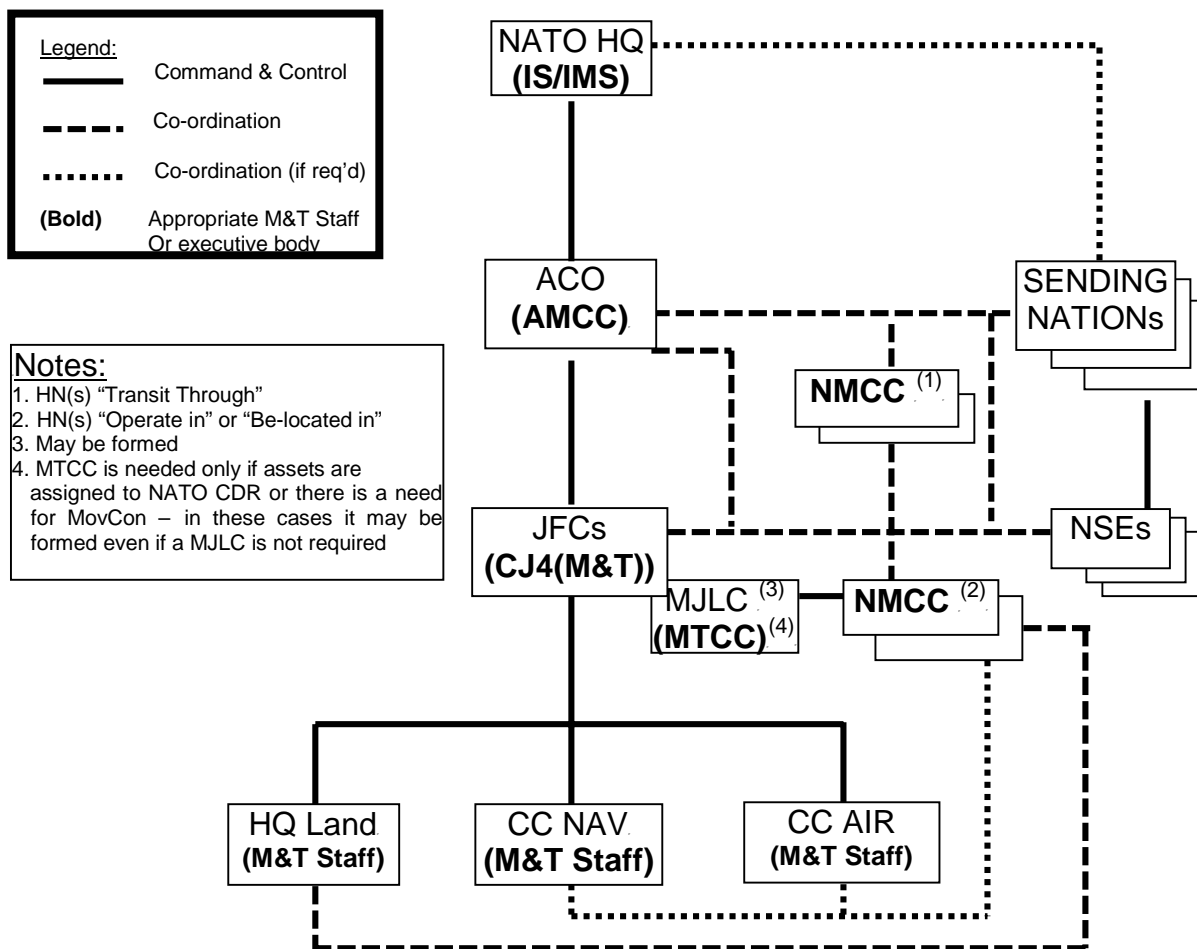 Legend:
Command & Control
Co-ordination
Co-ordination (if req’d)
(Bold) Appropriate M&T Staff
Or executive body
NATO HQ
(IS/IMS)
ACO
(AMCC)
SENDING
NATIONs
Notes:
1. HN(s) “Transit Through”
2. HN(s) “Operate in” or “Be-located in”
3. May be formed
4. MTCC is needed only if assets are
assigned to NATO CDR or there is a need
for MovCon – in these cases it may be
formed even if a MJLC is not required
NMCC (1)
JFCs
(CJ4(M&T))
NSEs
MJLC (3)
(MTCC)(4)
NMCC (2)
HQ Land
(M&T Staff)
CC NAV
(M&T Staff)
CC AIR
(M&T Staff)